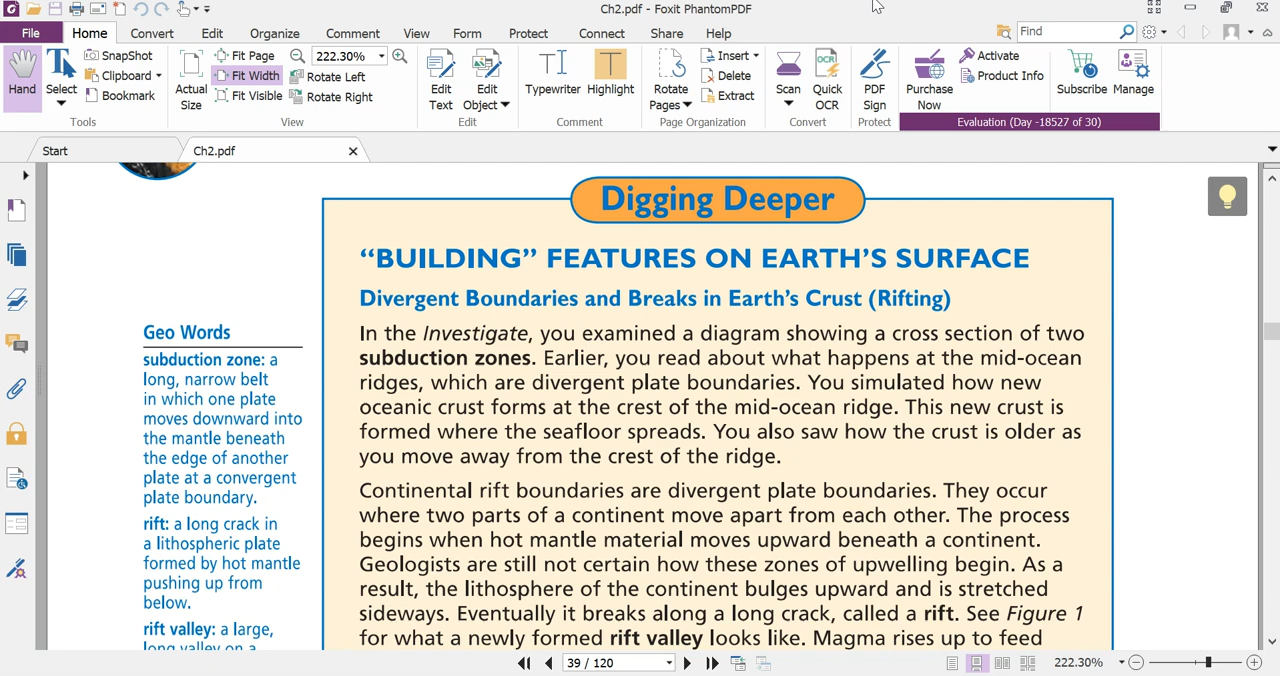 Ch2.pdf - Foxit PhantomPDF
File Home Convert Edit Organize Comment View Form Protect Connect Share Help Find
Hand Select SnapShot Clipboard Bookmark
Tools
Actual Size Fit Page Fit Width Fit Visible 222.30% Rotate Left Rotate Right
View
Edit Text Edit Object
Edit
Typewriter Highlight
Comment
Rotate Pages Insert Delete Extract
Page Organization
Scan Quick OCR
Convert
PDF Sign
Protect
Purchase Now Activate Product Info Subscribe Manage
Evaluation (Day -18527 of 30)
Start Ch2.pdf
Digging Deeper
“BUILDING” FEATURES ON EARTH’S SURFACE
Divergent Boundaries and Breaks in Earth’s Crust (Rifting)
In the Investigate, you examined a diagram showing a cross section of two
subduction zones. Earlier, you read about what happens at the mid-ocean
ridges, which are divergent plate boundaries. You simulated how new
oceanic crust forms at the crest of the mid-ocean ridge. This new crust is
formed where the seafloor spreads. You also saw how the crust is older as
you move away from the crest of the ridge.
Continental rift boundaries are divergent plate boundaries. They occur
where two parts of a continent move apart from each other. The process
begins when hot mantle material moves upward beneath a continent.
Geologists are still not certain how these zones of upwelling begin. As a
result, the lithosphere of the continent bulges upward and is stretched
sideways. Eventually it breaks along a long crack, called a rift. See Figure 1
for what a newly formed rift valley looks like. Magma rises up to feed
Geo Words
subduction zone: a
long, narrow belt
in which one plate
moves downward into
the mantle beneath
the edge of another
plate at a convergent
plate boundary.
rift: a long crack in
a lithospheric plate
formed by hot mantle
pushing up from
below.
rift valley: a large,
long valley on a
39 / 120
222.30%